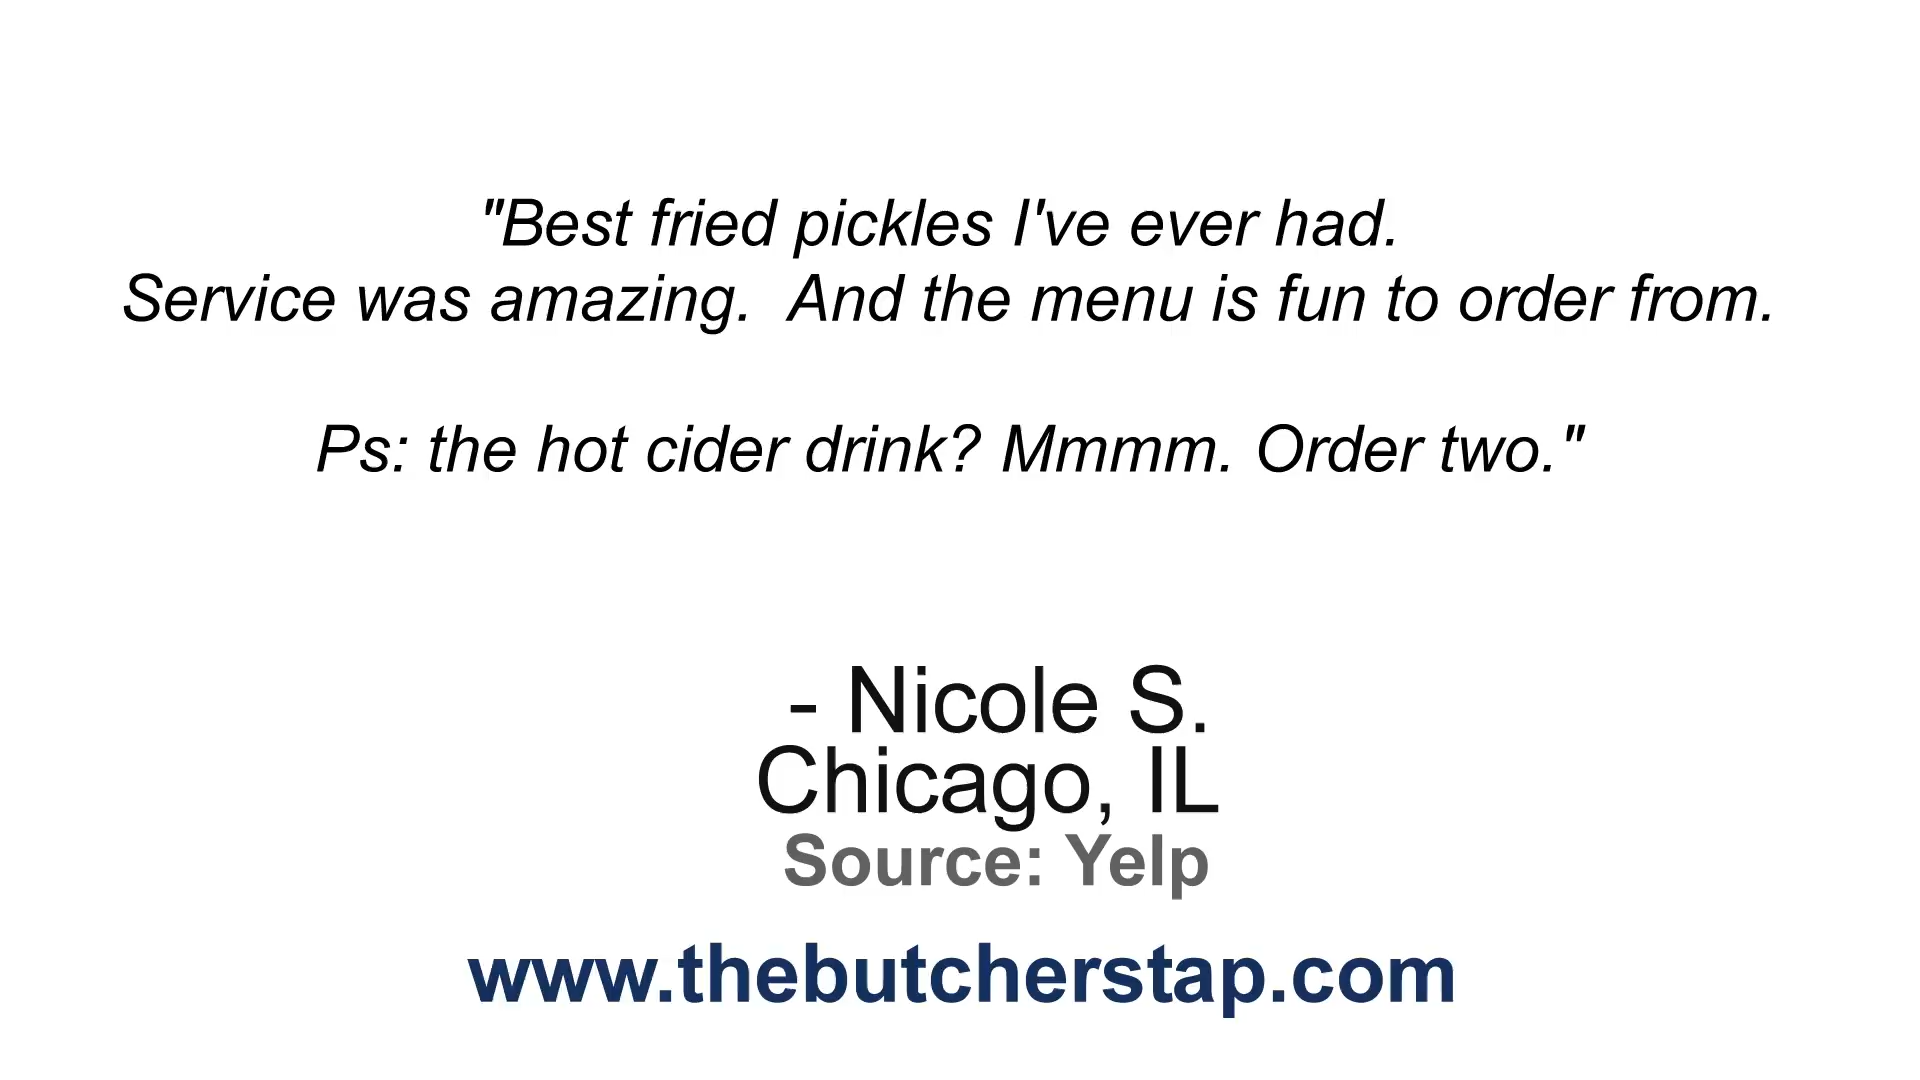 "Best fried pickles I've ever had.
Service was amazing.  And the menu is fun to order from.
Ps: the hot cider drink? Mmmm. Order two."
- Nicole S.
Chicago, IL
Source: Yelp
www.thebutcherstap.com